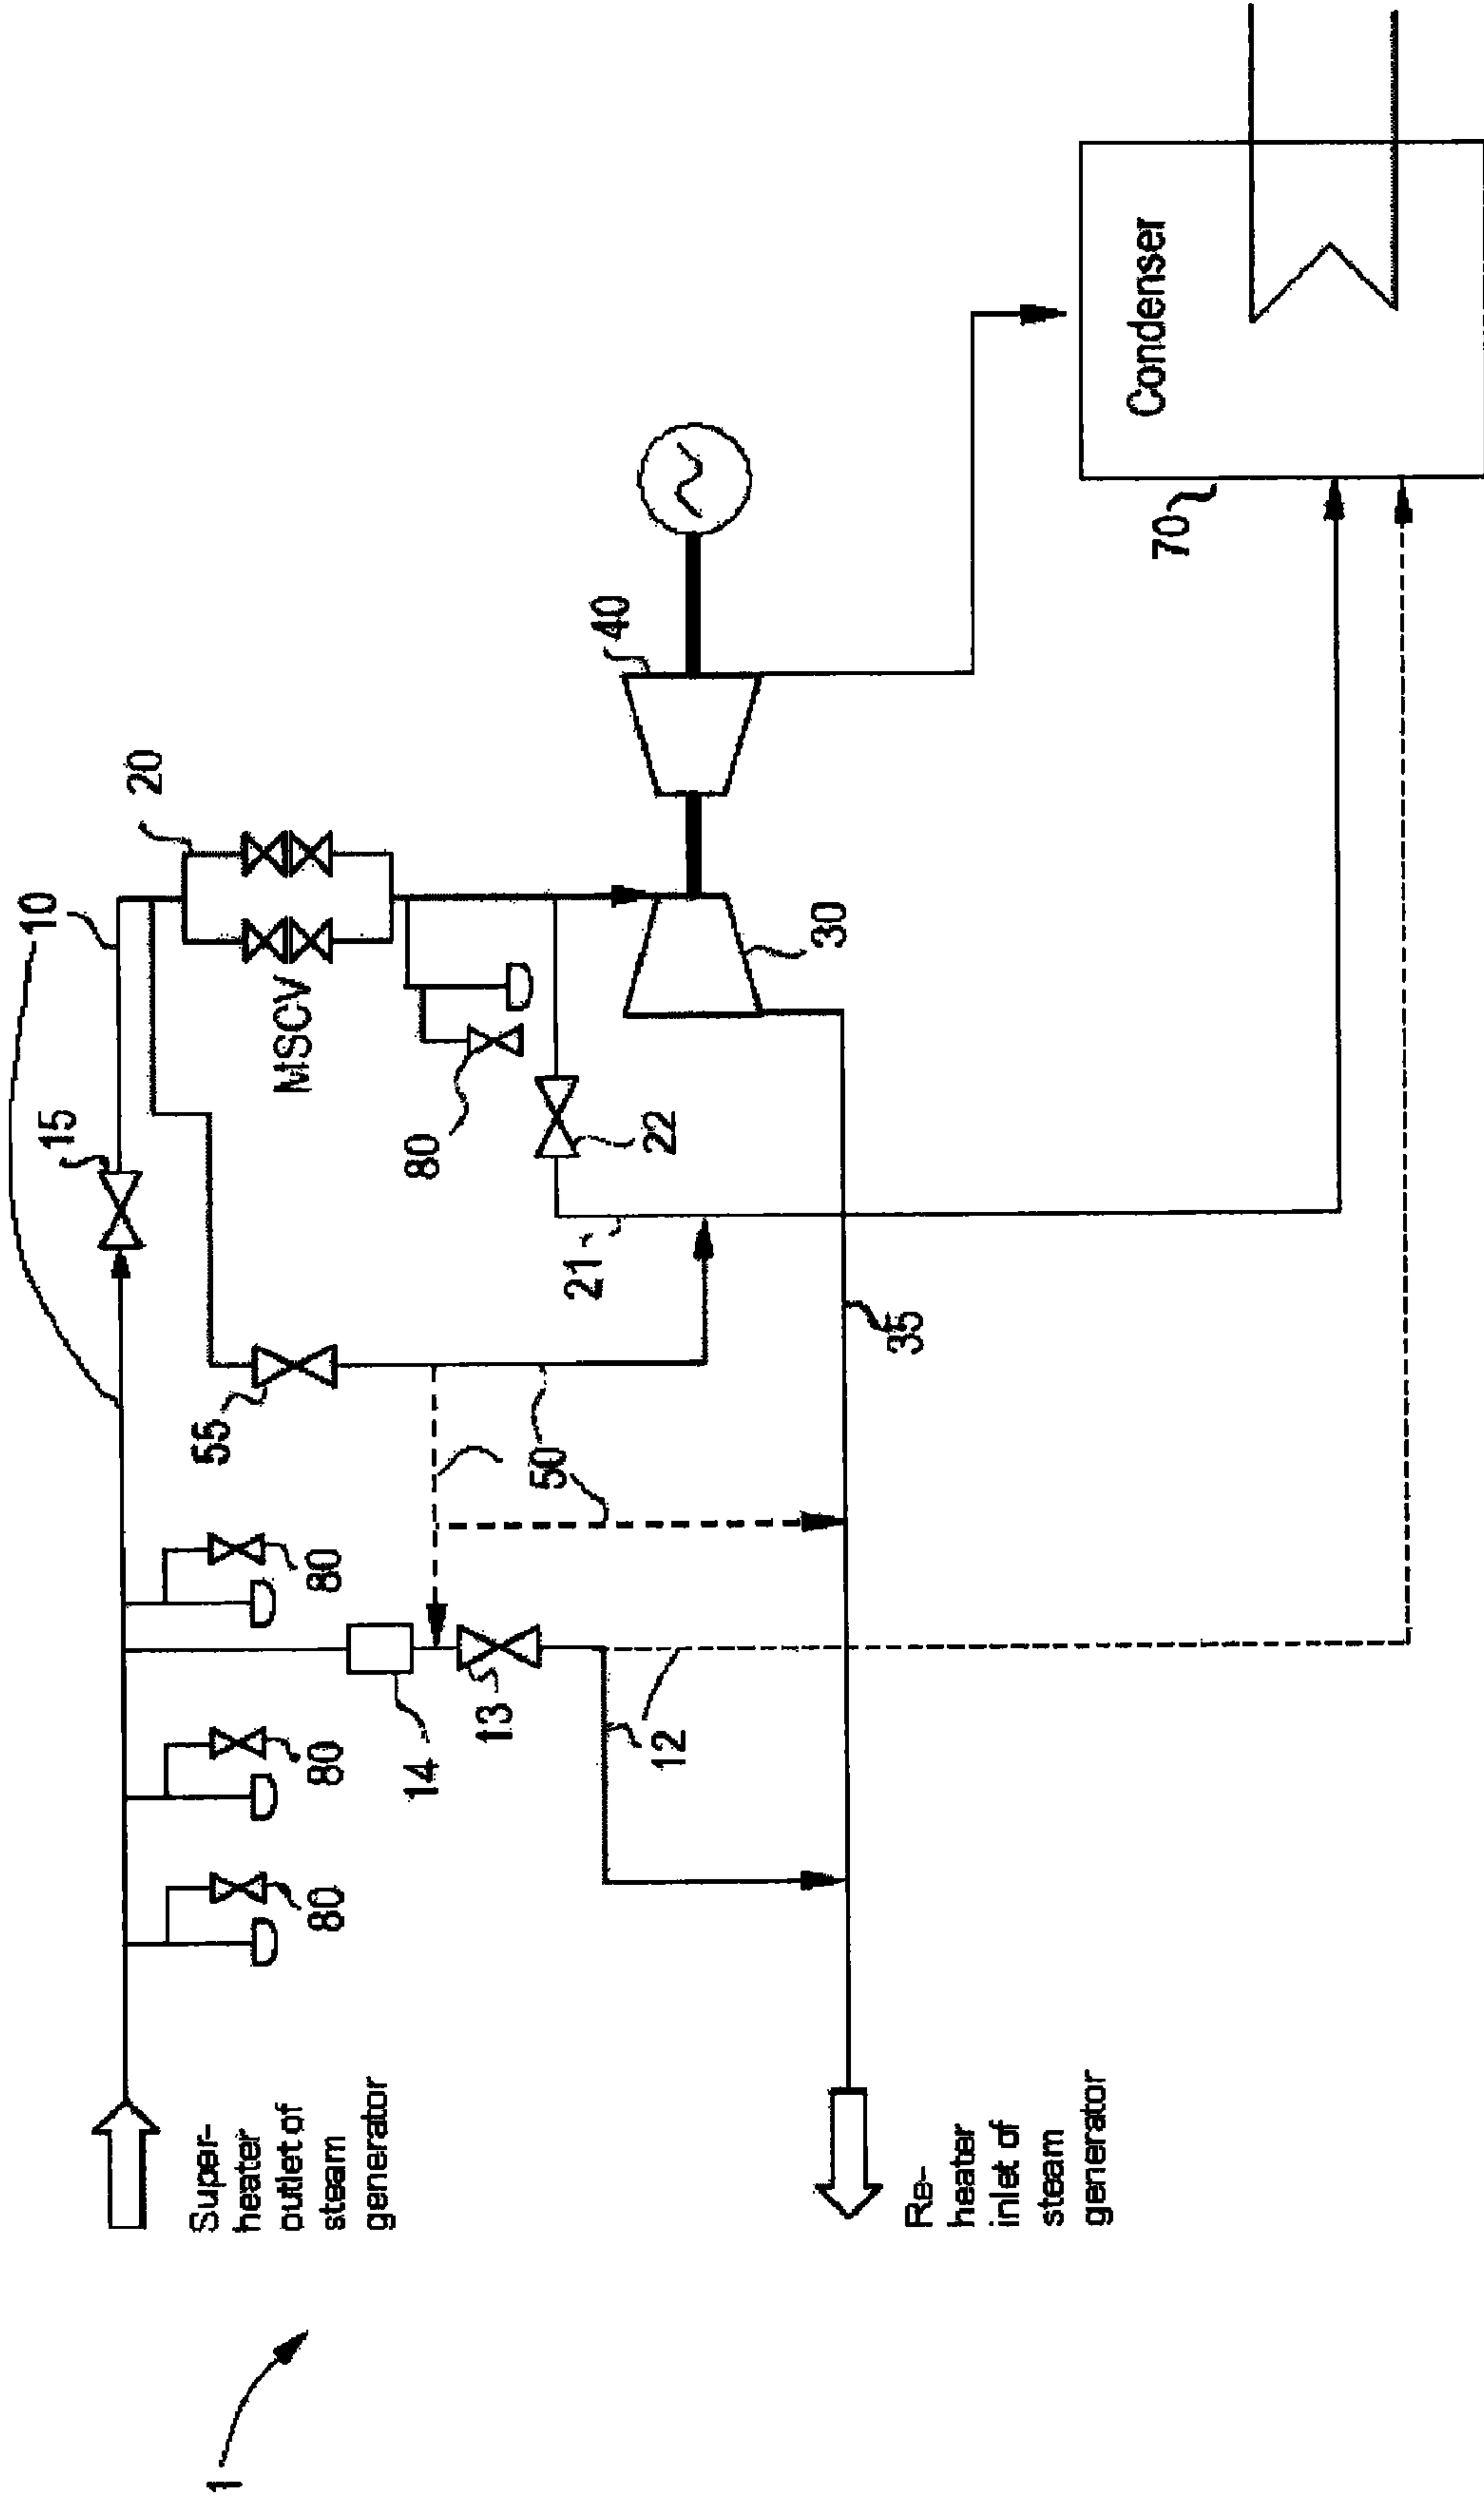 1
Super-
heater
outlet of
steam
generator
Re-
heater
inlet of
steam
generator
10
15
20
MSCV
55
80
80
80
80
14
13
12
50
21
22
30
35
40
70
Condenser